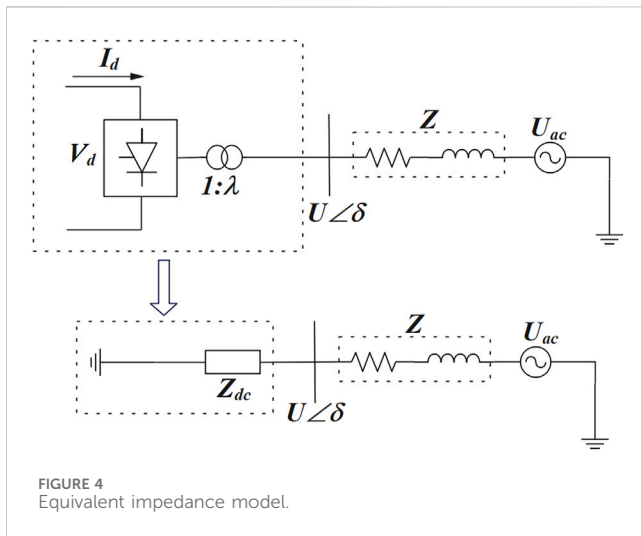 I_d
Z
U_ac
V_d
1:λ
U∠δ
Z
U_ac
Z_dc
U∠δ
FIGURE 4
Equivalent impedance model.